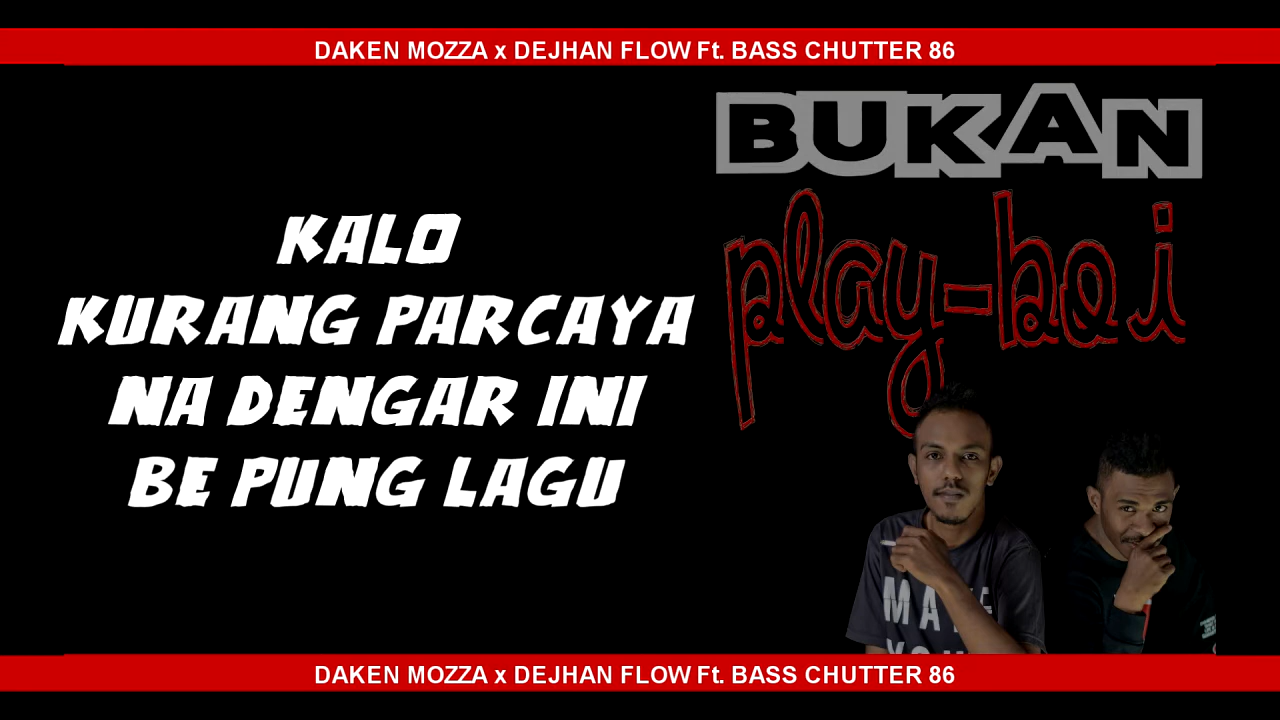 DAKEN MOZZA x DEJHAN FLOW Ft. BASS CHUTTER 86
BUKAN
play-boi
KALO
KURANG PARCAYA
NA DENGAR INI
BE PUNG LAGU
DAKEN MOZZA x DEJHAN FLOW Ft. BASS CHUTTER 86